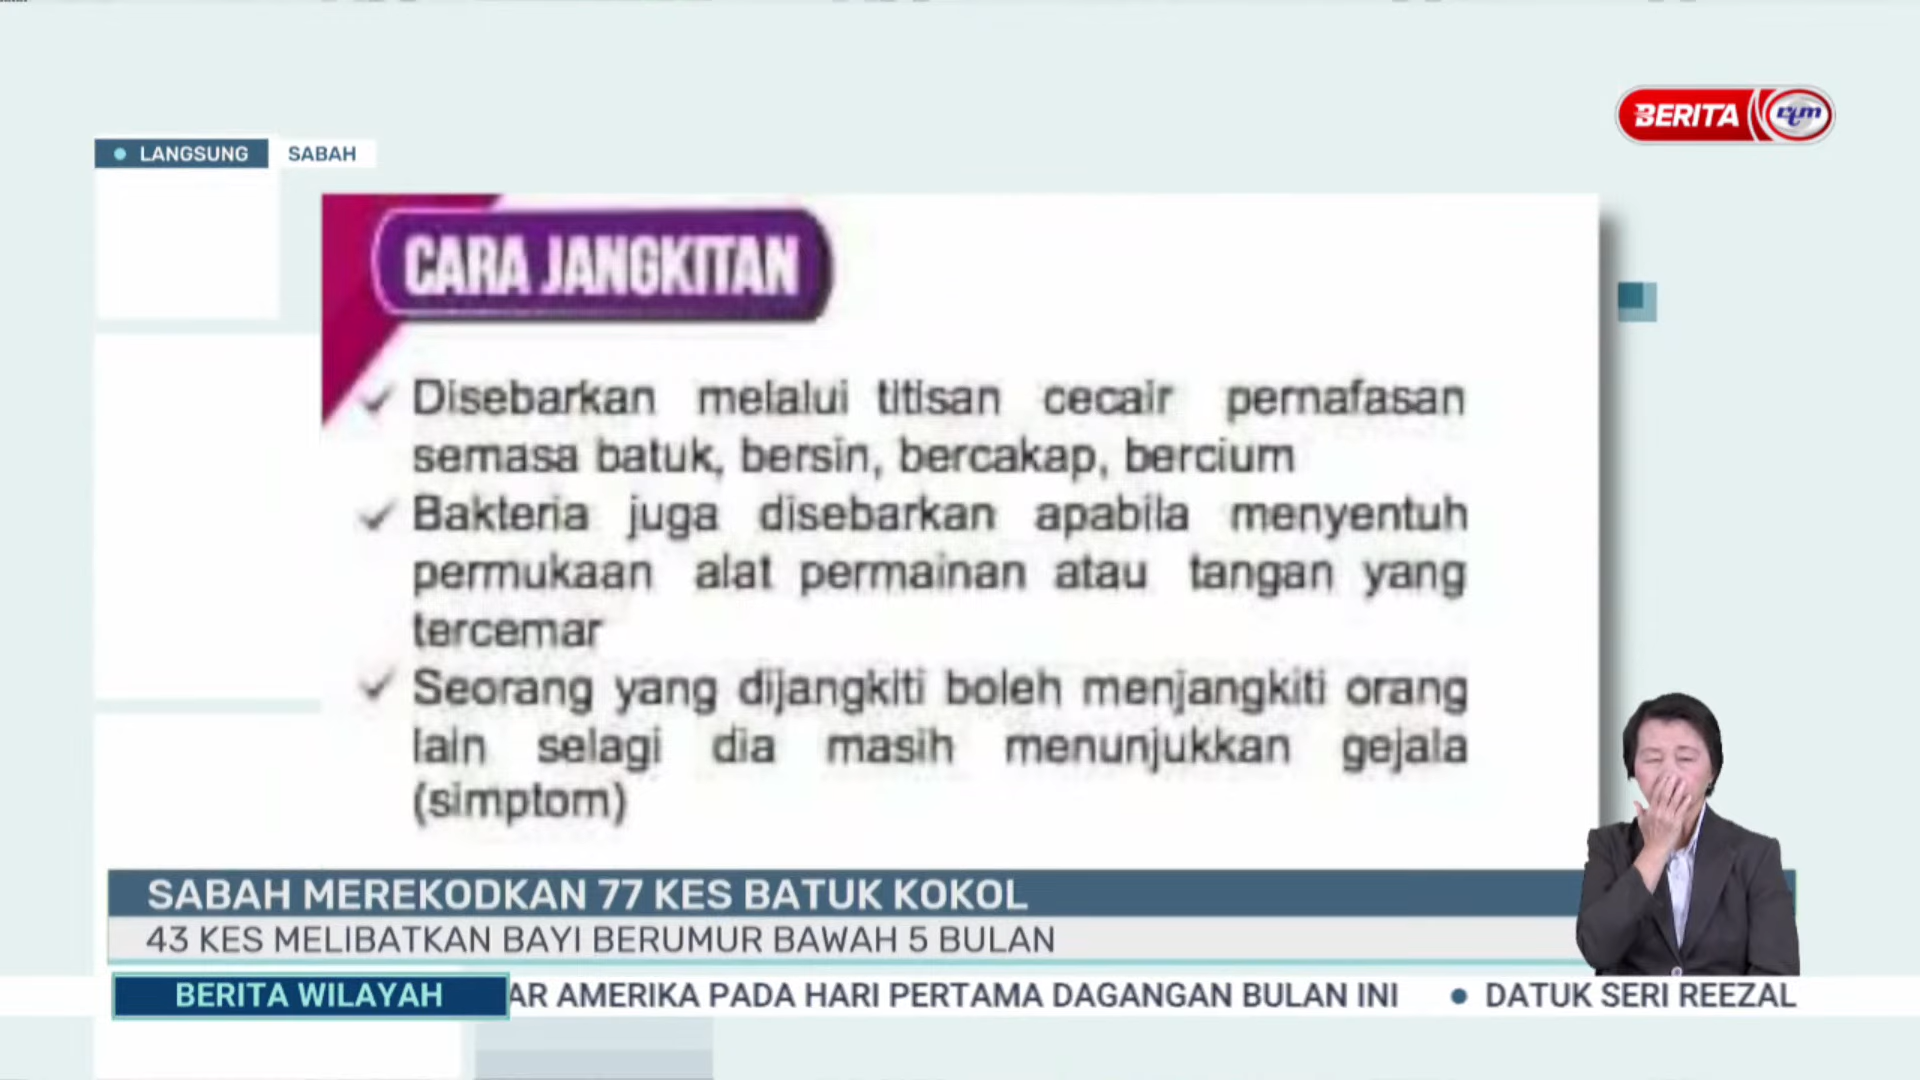 BERITA rtm
LANGSUNG SABAH
CARA JANGKITAN
Disebarkan melalui titisan cecair pernafasan
semasa batuk, bersin, bercakap, bercium
Bakteria juga disebarkan apabila menyentuh
permukaan alat permainan atau tangan yang
tercemar
Seorang yang dijangkiti boleh menjangkiti orang
lain selagi dia masih menunjukkan gejala
(simptom)
SABAH MEREKODKAN 77 KES BATUK KOKOL
43 KES MELIBATKAN BAYI BERUMUR BAWAH 5 BULAN
BERITA WILAYAH AR AMERIKA PADA HARI PERTAMA DAGANGAN BULAN INI • DATUK SERI REEZAL